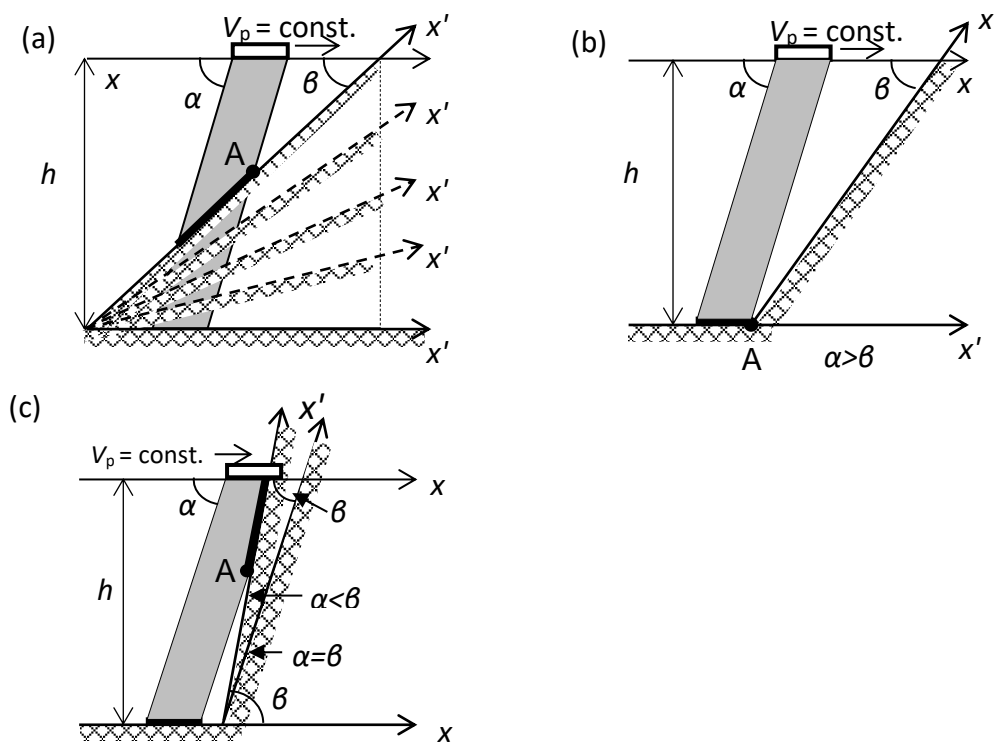 (a)
Vp = const.
x′
x
α
β
x′
A
x′
h
x′
x′
(b)
Vp = const.
x
α
β
x
h
A
α>β
x′
(c)
x′
Vp = const.
α
x
β
h
A
α<β
α=β
β
x